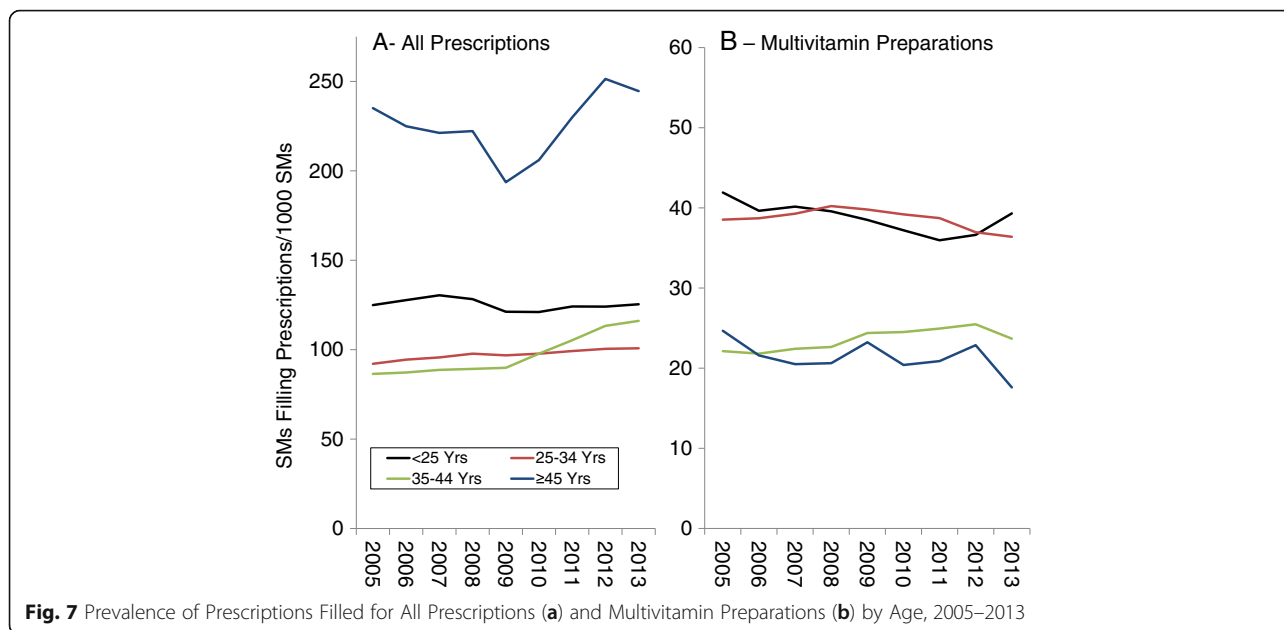 A- All Prescriptions
SMs Filling Prescriptions/1000 SMs
250
200
150
100
50
0
<25 Yrs 25-34 Yrs
35-44 Yrs ≥45 Yrs
2005 2006 2007 2008 2009 2010 2011 2012 2013
B – Multivitamin Preparations
60
50
40
30
20
10
0
2005 2006 2007 2008 2009 2010 2011 2012 2013
Fig. 7 Prevalence of Prescriptions Filled for All Prescriptions (a) and Multivitamin Preparations (b) by Age, 2005–2013